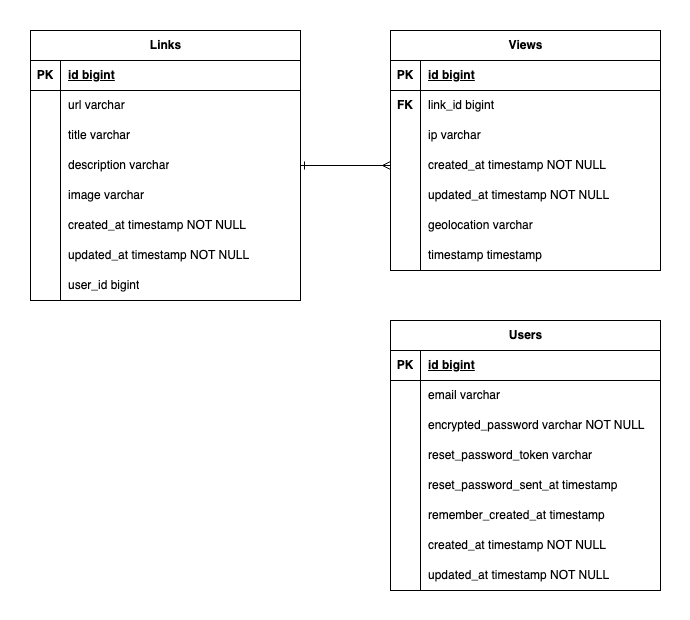 Links
PK id bigint
url varchar
title varchar
description varchar
image varchar
created_at timestamp NOT NULL
updated_at timestamp NOT NULL
user_id bigint
Views
PK id bigint
FK link_id bigint
ip varchar
created_at timestamp NOT NULL
updated_at timestamp NOT NULL
geolocation varchar
timestamp timestamp
Users
PK id bigint
email varchar
encrypted_password varchar NOT NULL
reset_password_token varchar
reset_password_sent_at timestamp
remember_created_at timestamp
created_at timestamp NOT NULL
updated_at timestamp NOT NULL